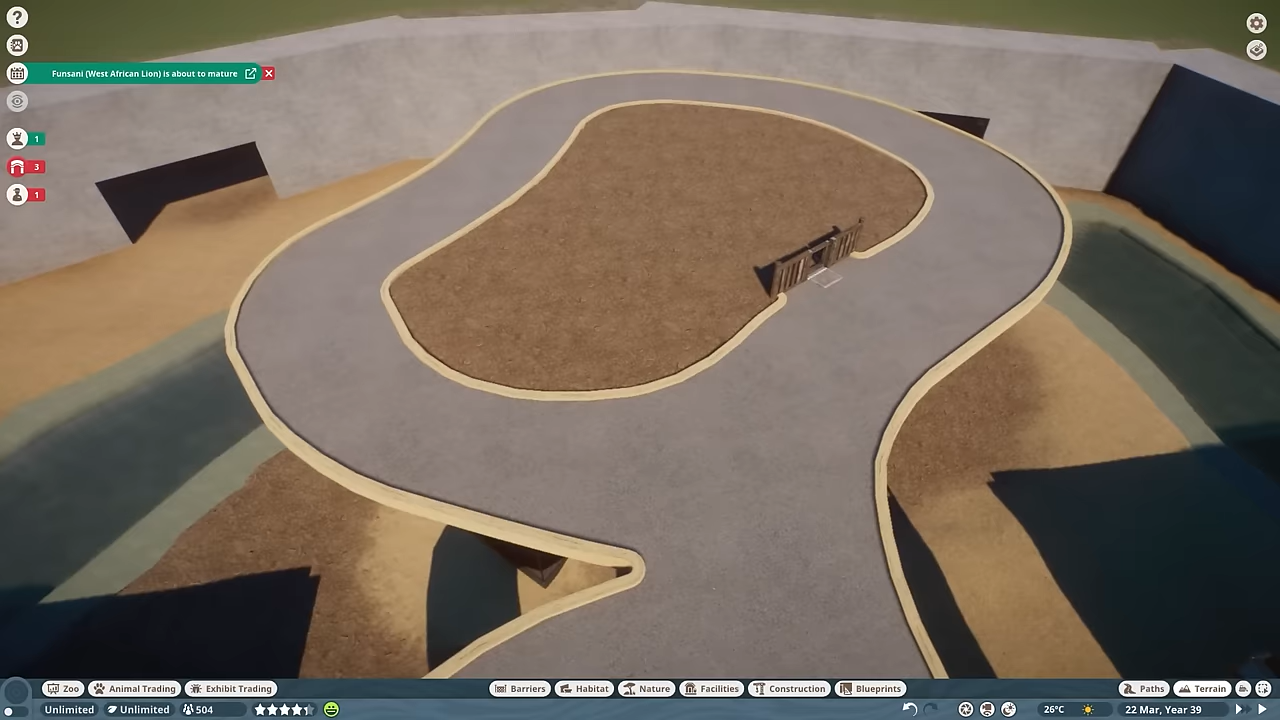 ?
Funsani (West African Lion) is about to mature
1
3
1
Zoo Animal Trading Exhibit Trading Barriers Habitat Nature Facilities Construction Blueprints Paths Terrain
Unlimited Unlimited 504 26°C 22 Mar, Year 39